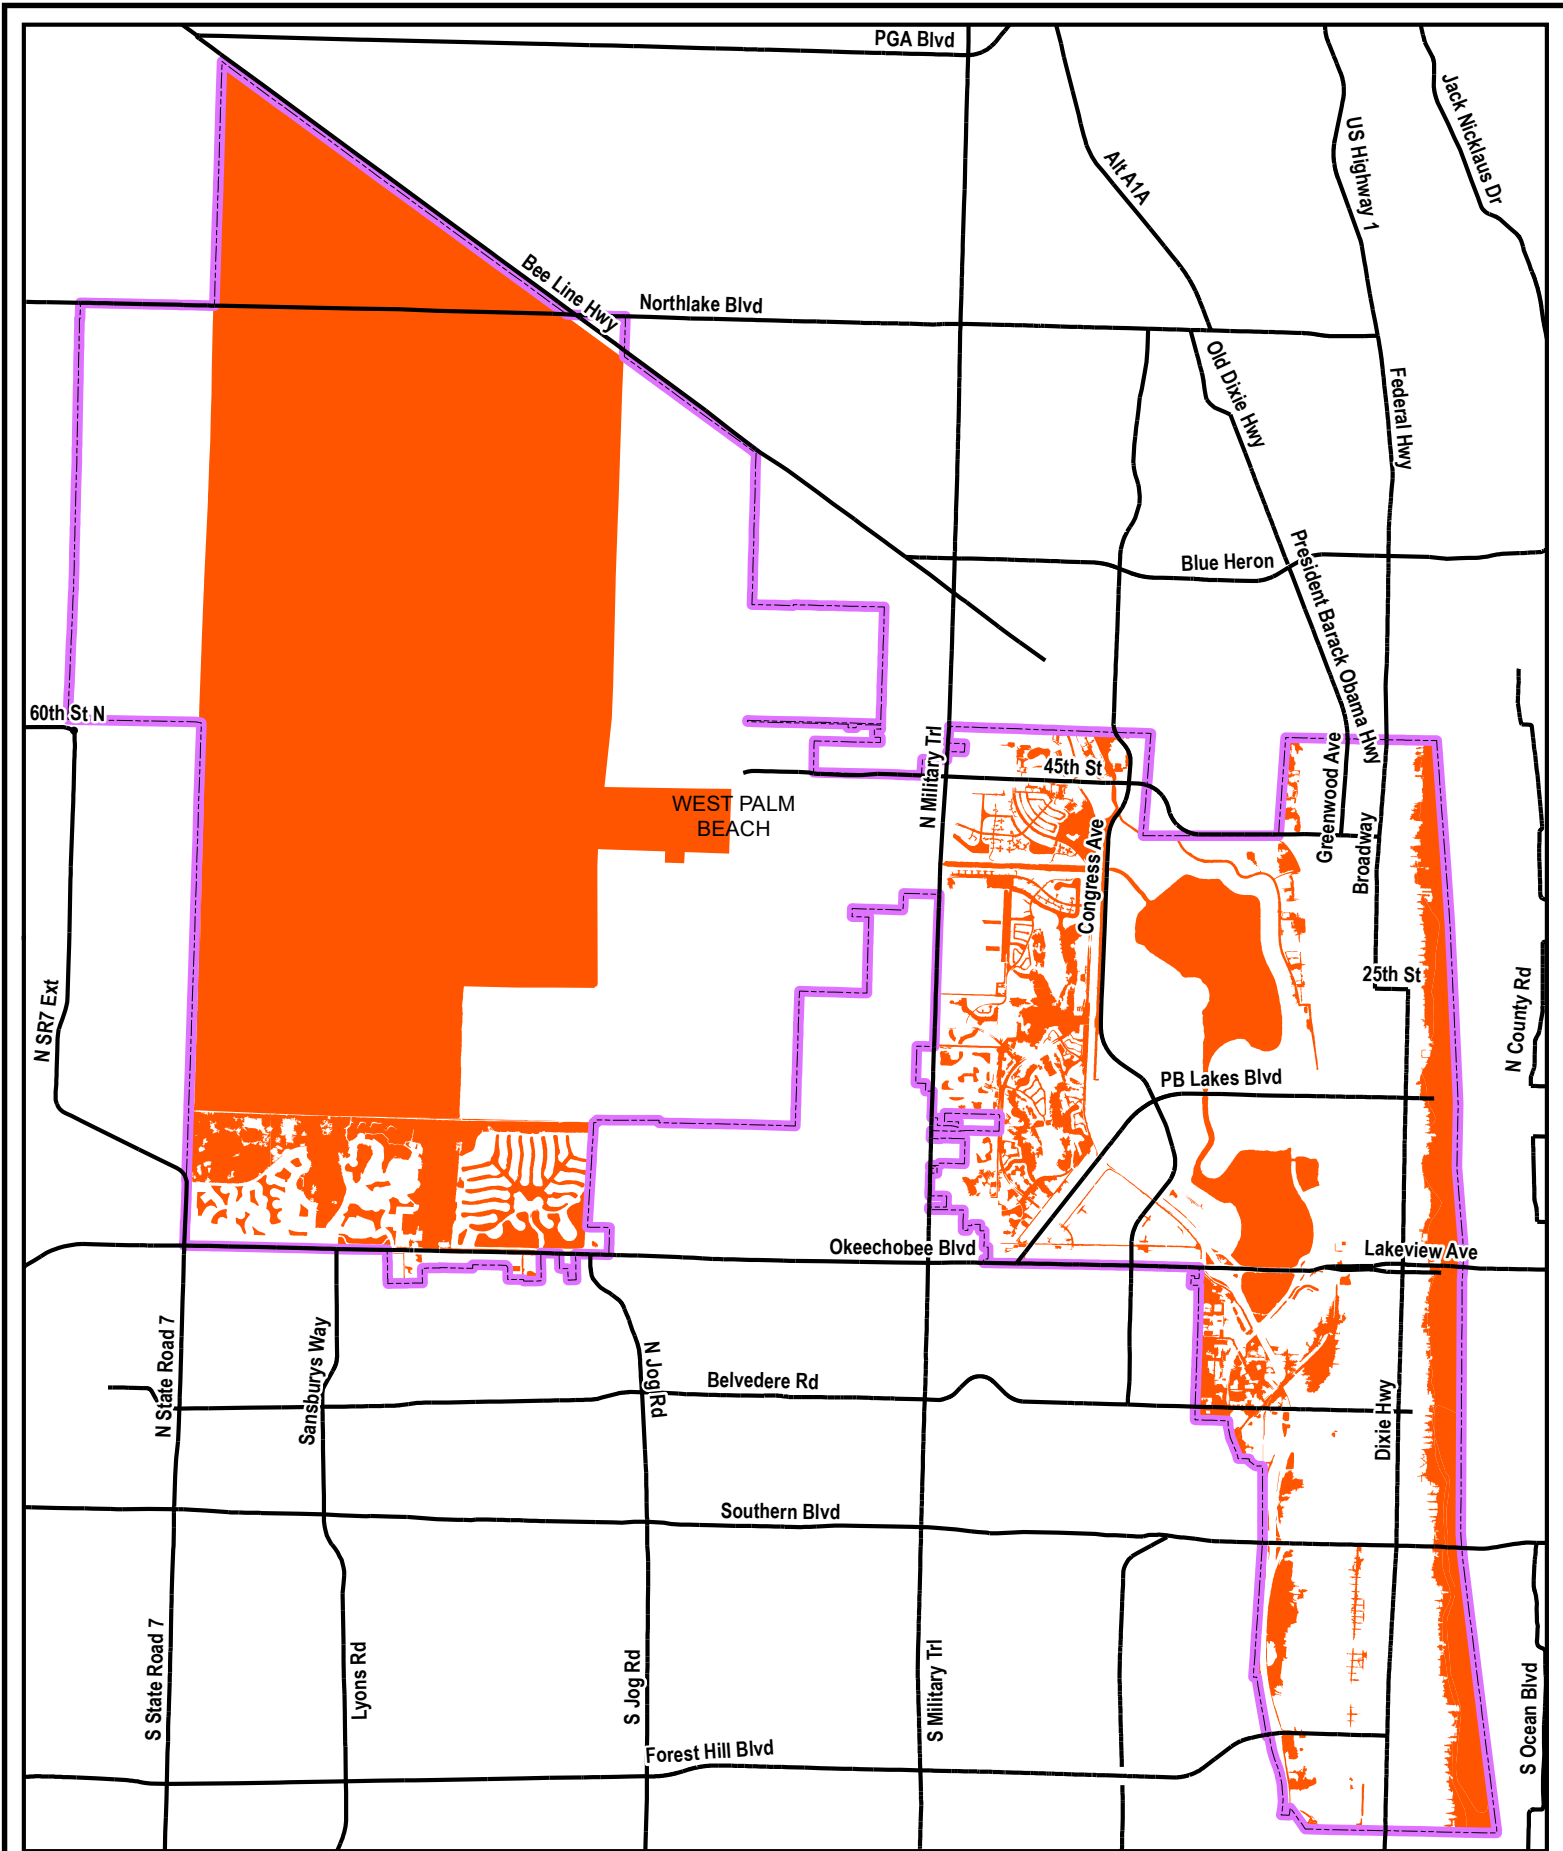 PGA Blvd
Jack Nicklaus Dr
US Highway 1
Alt A1A
Bee Line Hwy
Northlake Blvd
Old Dixie Hwy
Federal Hwy
Blue Heron
President Barack Obama Hwy
60th St N
N Military Trl
45th St
Greenwood Ave
WEST PALM
BEACH
Congress Ave
Broadway
25th St
N SR7 Ext
N County Rd
PB Lakes Blvd
Okeechobee Blvd
Lakeview Ave
N State Road 7
Sansburys Way
N Jog Rd
Belvedere Rd
Dixie Hwy
Southern Blvd
S State Road 7
Lyons Rd
S Jog Rd
S Military Trl
S Ocean Blvd
Forest Hill Blvd